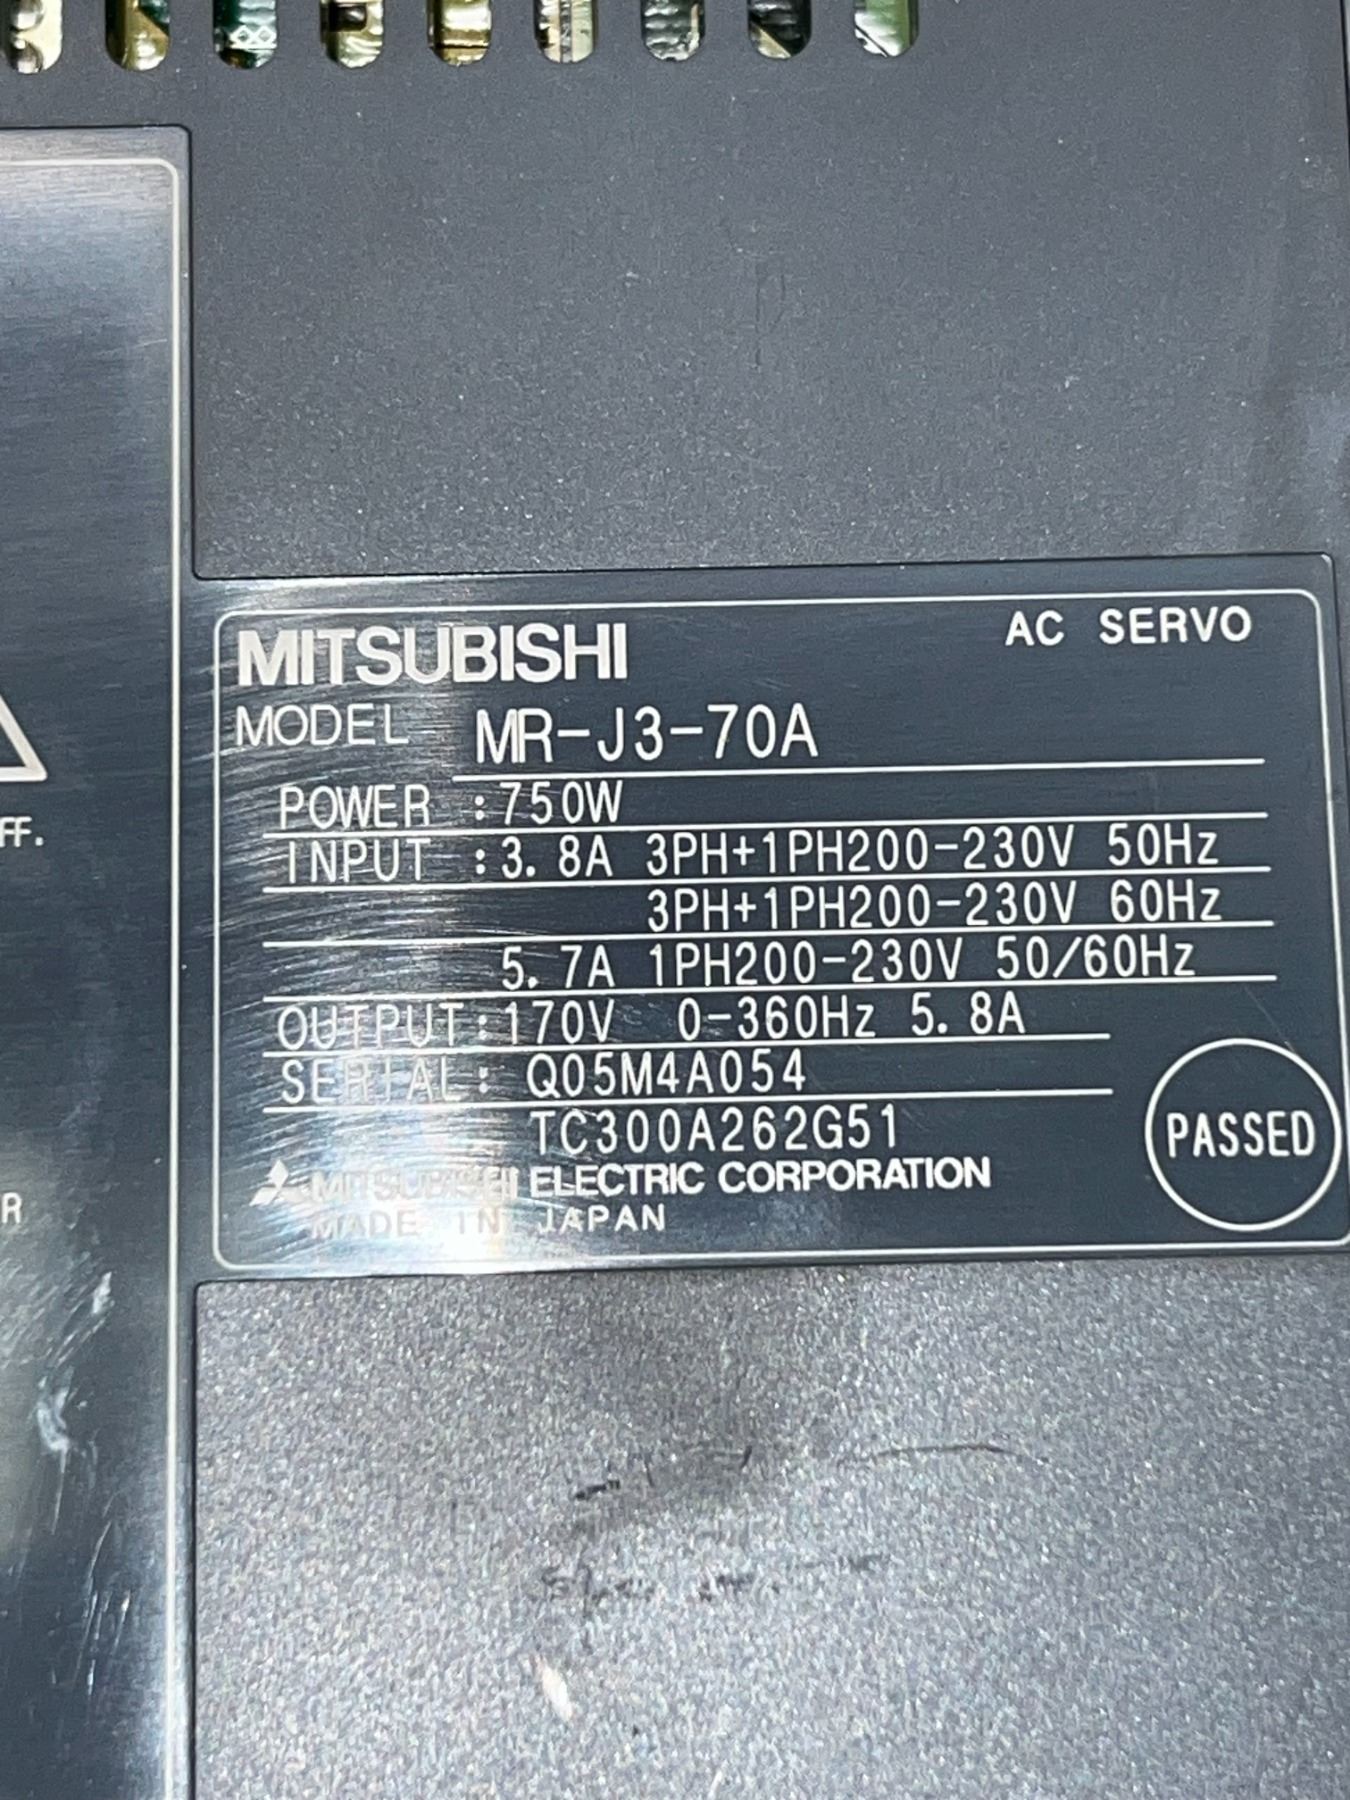 AC SERVO
MITSUBISHI
MODEL MR-J3-70A
POWER :750W
INPUT :3.8A 3PH+1PH200-230V 50Hz
3PH+1PH200-230V 60Hz
5.7A 1PH200-230V 50/60Hz
OUTPUT:170V 0-360Hz 5.8A
SERIAL: Q05M4A054
TC300A262G51
MITSUBISHI ELECTRIC CORPORATION
MADE IN JAPAN
PASSED
FF.
R